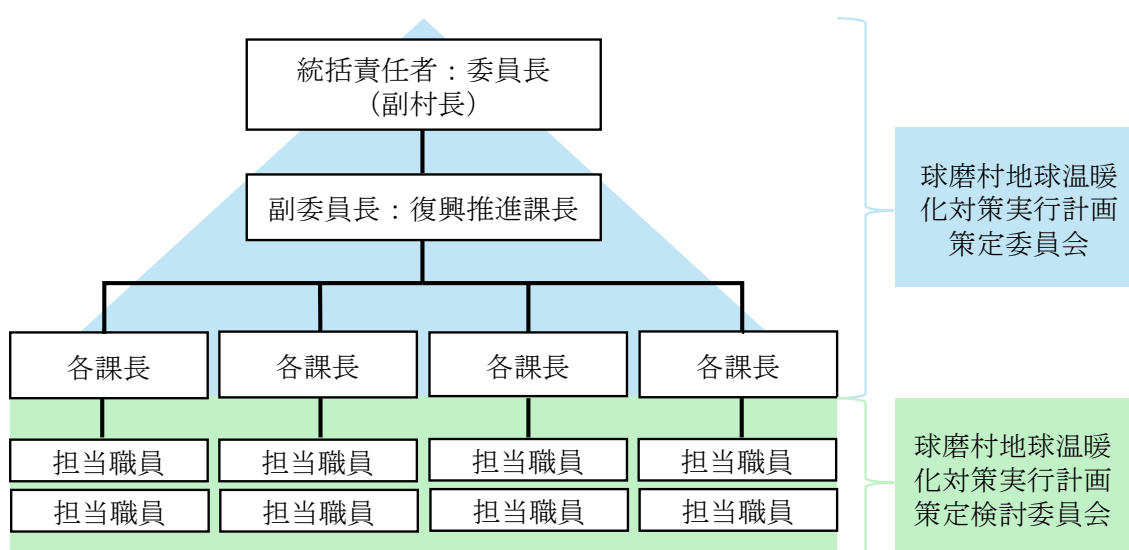 統括責任者：委員長
（副村長）
副委員長：復興推進課長
球磨村地球温暖
化対策実行計画
策定委員会
各課長
各課長
各課長
各課長
担当職員
担当職員
担当職員
担当職員
担当職員
担当職員
担当職員
担当職員
球磨村地球温暖
化対策実行計画
策定検討委員会